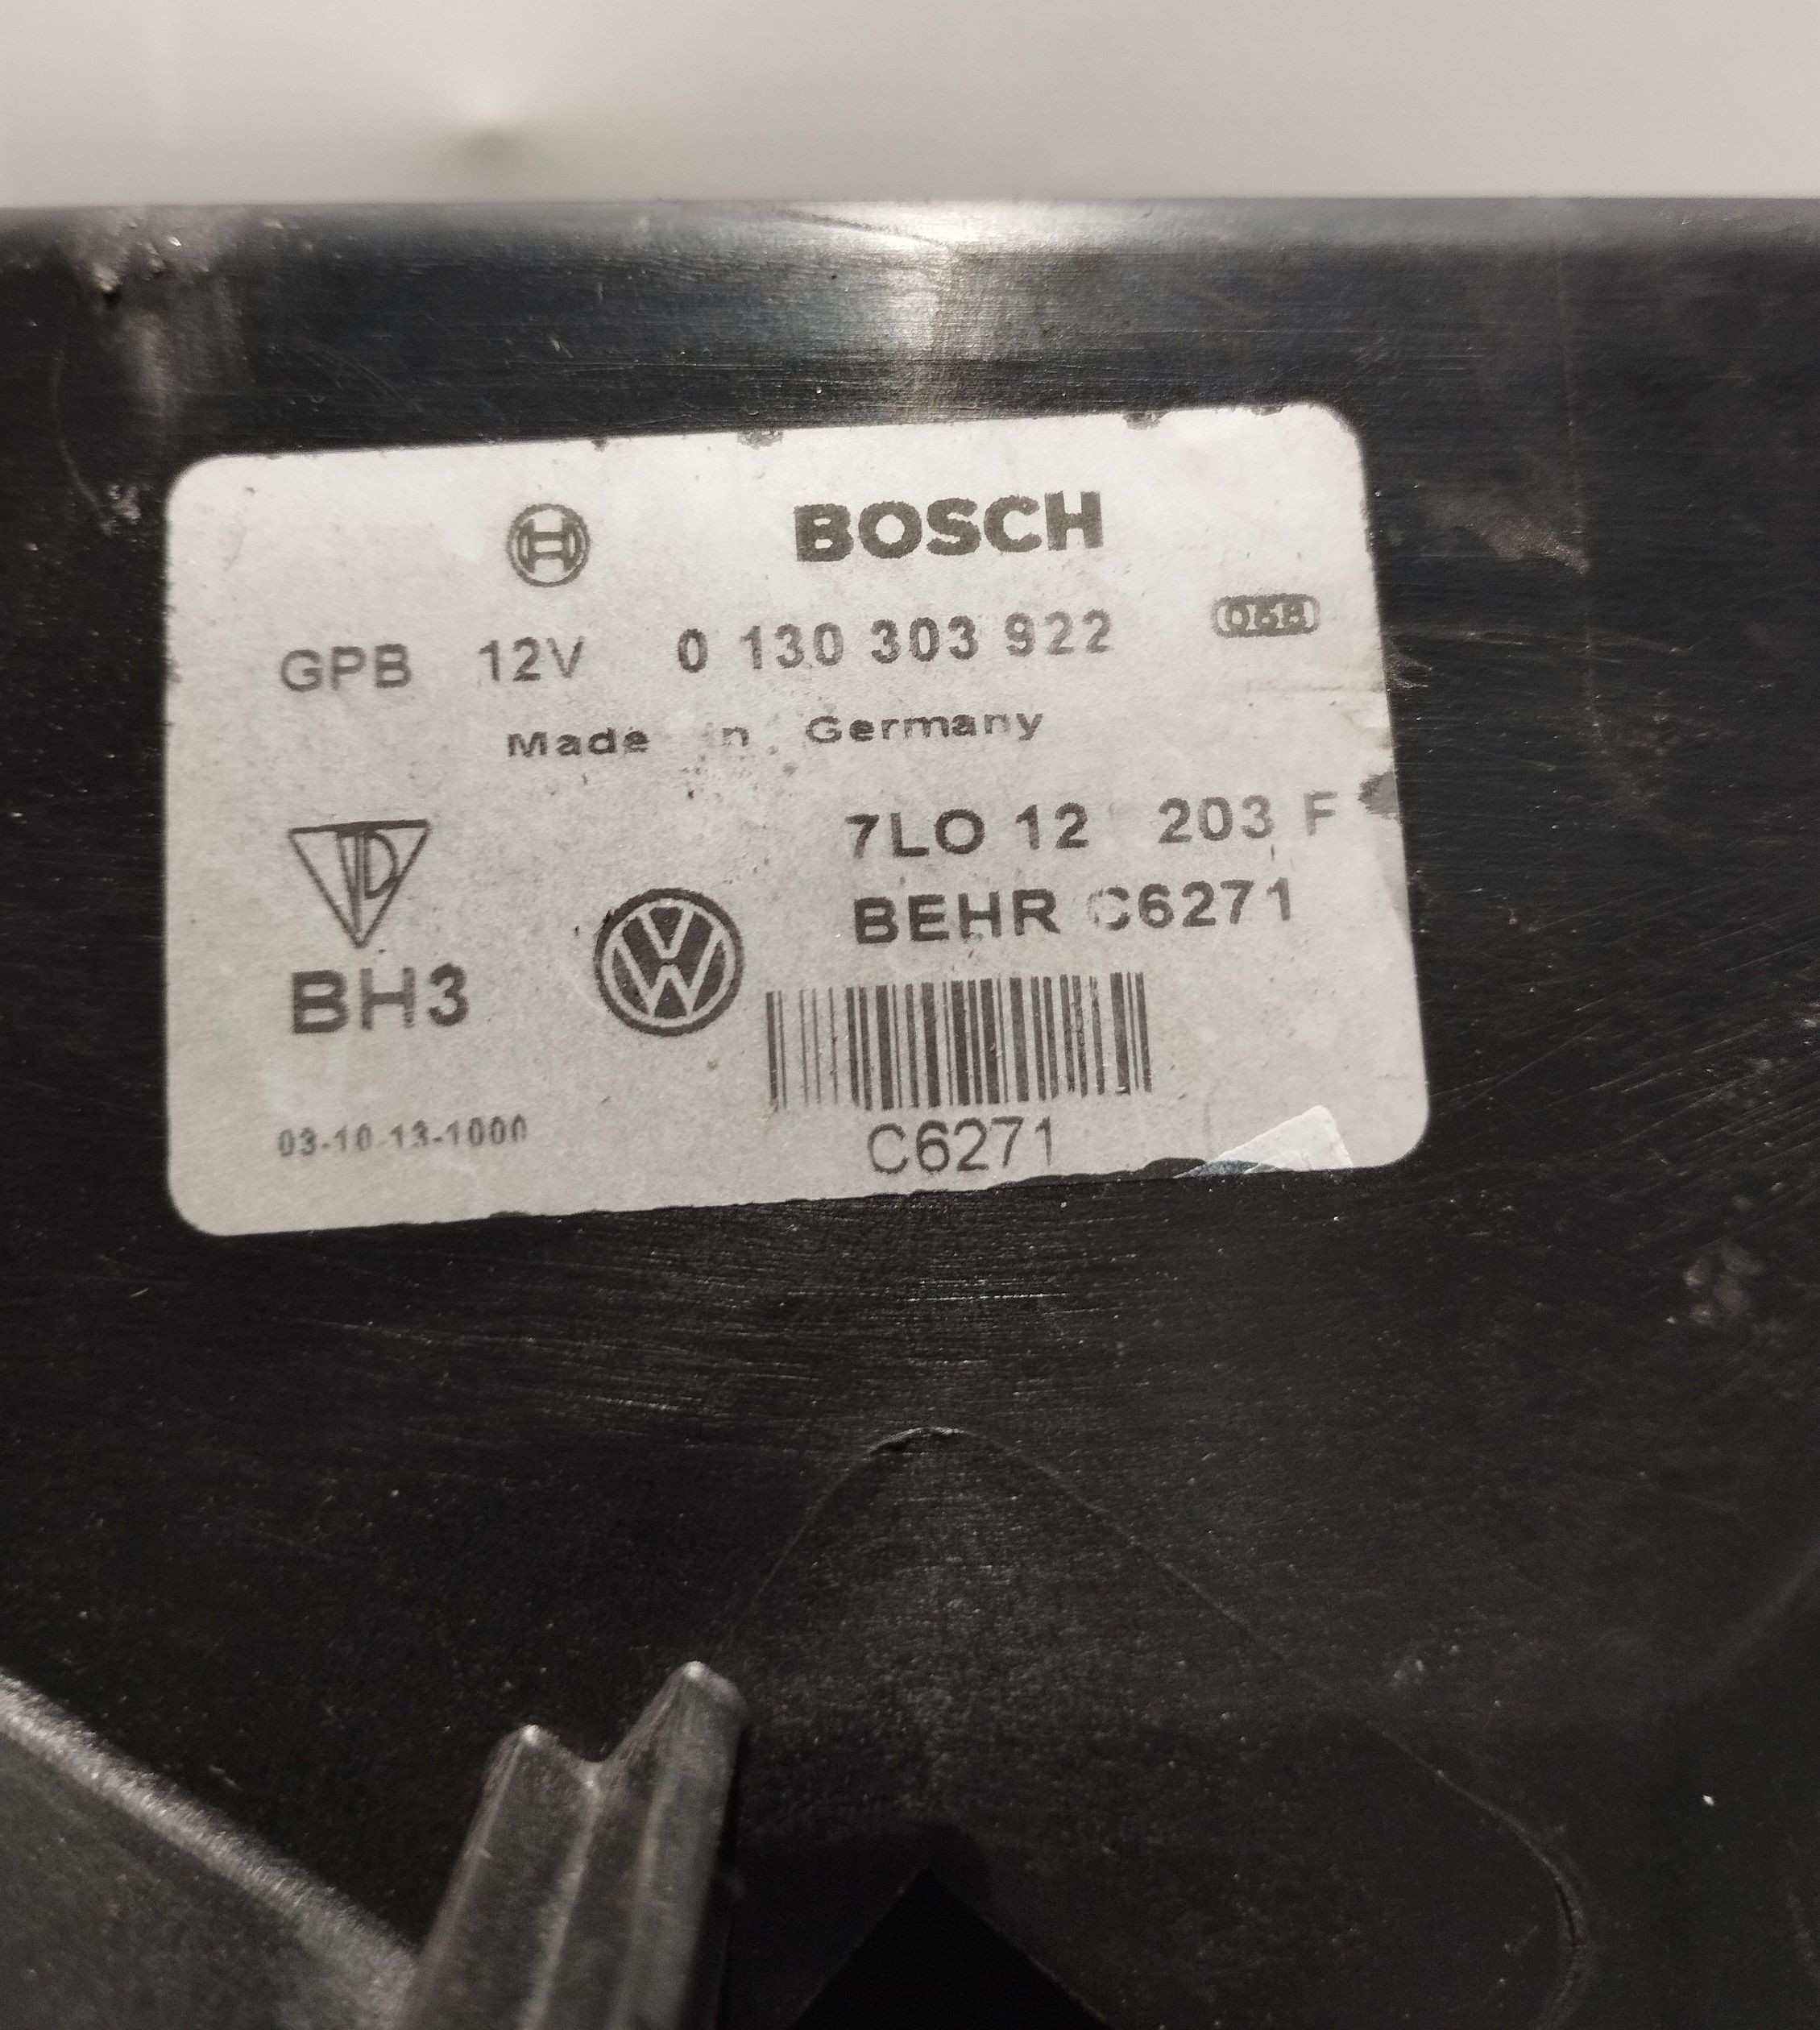 BOSCH
GPB 12V 0 130 303 922
Made in Germany
7LO 12 203 F
BEHR C6271
BH3
03-10-13-1000
C6271